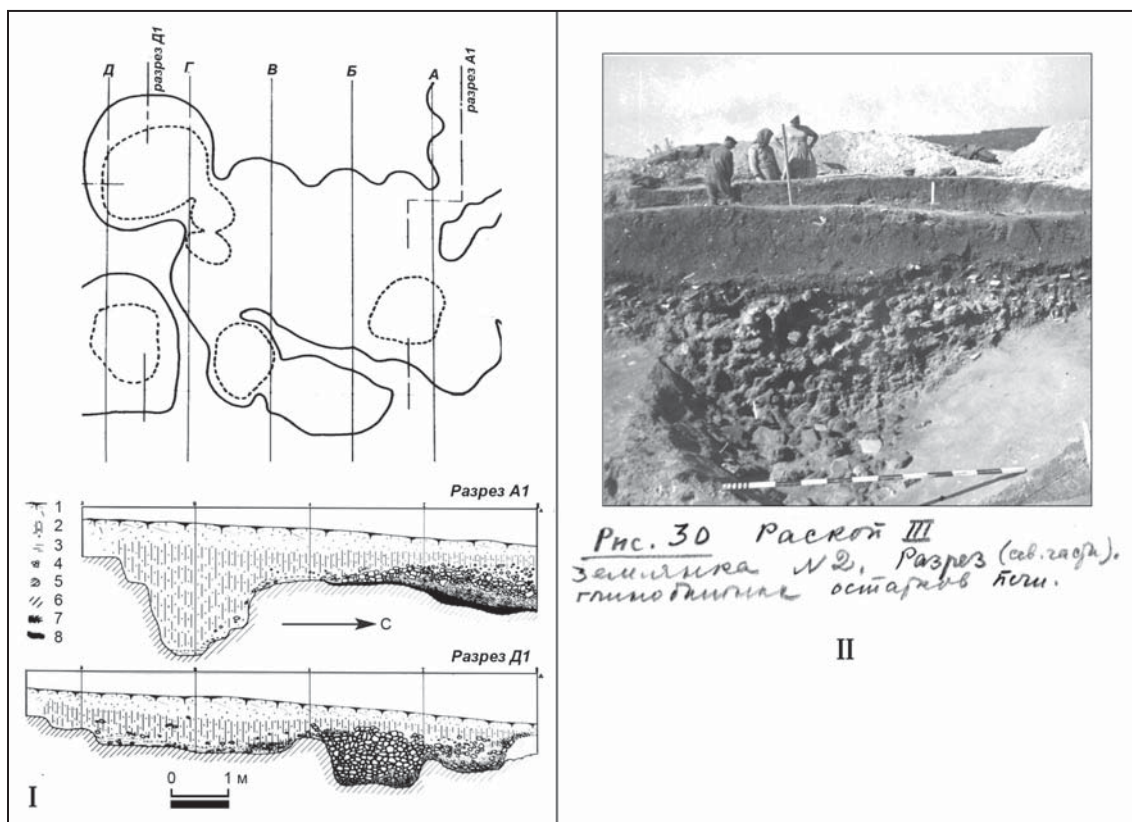 Д
разрез Д1
Г
В
Б
А
разрез А1
Разрез А1
1
2
3
4
5
6
7
8
С
Разрез Д1
0 1 м
I
Рис. 30 Раскоп III
Землянка №2. Разрез (сев. часть).
остатков печи.
II